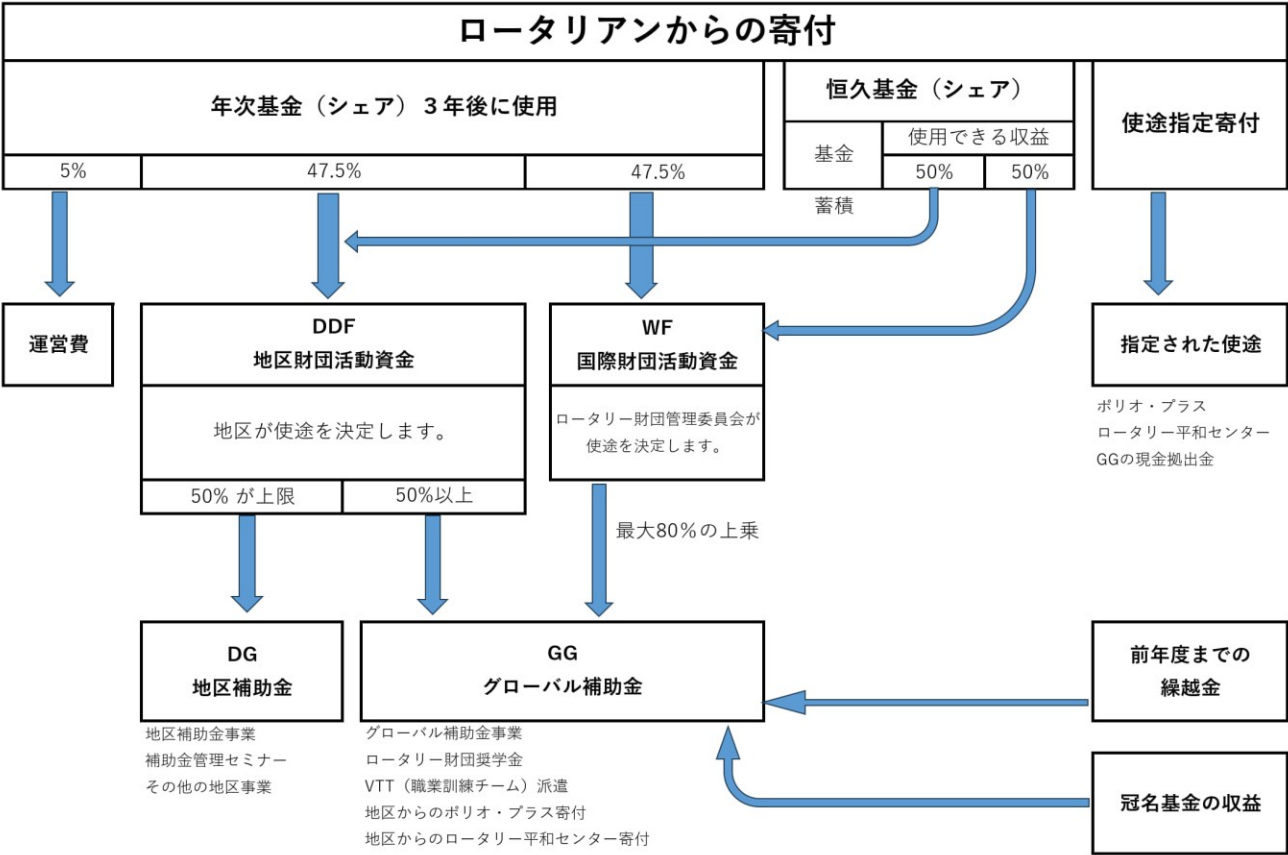 ロータリアンからの寄付
年次基金（シェア）３年後に使用
恒久基金（シェア）
使途指定寄付
基金
使用できる収益
5%
47.5%
47.5%
50%
50%
蓄積
運営費
DDF
地区財団活動資金
WF
国際財団活動資金
指定された使途
地区が使途を決定します。
ロータリー財団管理委員会が
使途を決定します。
ポリオ・プラス
ロータリー平和センター
GGの現金拠出金
50% が上限
50%以上
最大80％の上乗
DG
地区補助金
GG
グローバル補助金
前年度までの
繰越金
地区補助金事業
補助金管理セミナー
その他の地区事業
グローバル補助金事業
ロータリー財団奨学金
VTT（職業訓練チーム）派遣
地区からのポリオ・プラス寄付
地区からのロータリー平和センター寄付
冠名基金の収益